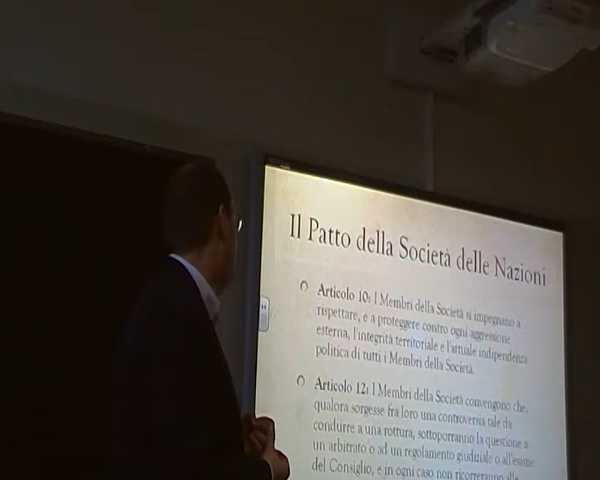 Il Patto della Società delle Nazioni
Articolo 10: I Membri della Società si impegnano a
rispettare, e a proteggere contro ogni aggressione
esterna, l'integrità territoriale e l'attuale indipendenza
politica di tutti i Membri della Società.
Articolo 12: I Membri della Società convengono che,
qualora sorgesse fra loro una controversia tale da
condurre a una rottura, sottoporranno la questione a
un arbitrato o ad un regolamento giudiziale o all'esame
del Consiglio, e in ogni caso non ricorreranno alle